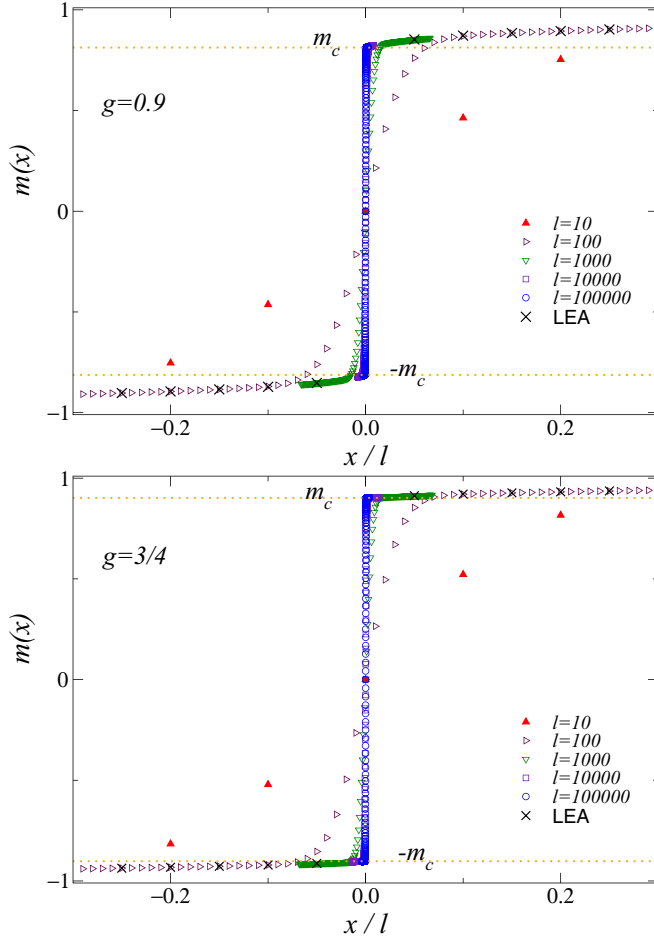 1
m_c
g=0.9
m(x)
0
l=10
l=100
l=1000
l=10000
l=100000
LEA
-m_c
−1
−0.2
0.0
0.2
x / l
1
m_c
g=3/4
m(x)
0
l=10
l=100
l=1000
l=10000
l=100000
LEA
-m_c
−1
−0.2
0.0
0.2
x / l